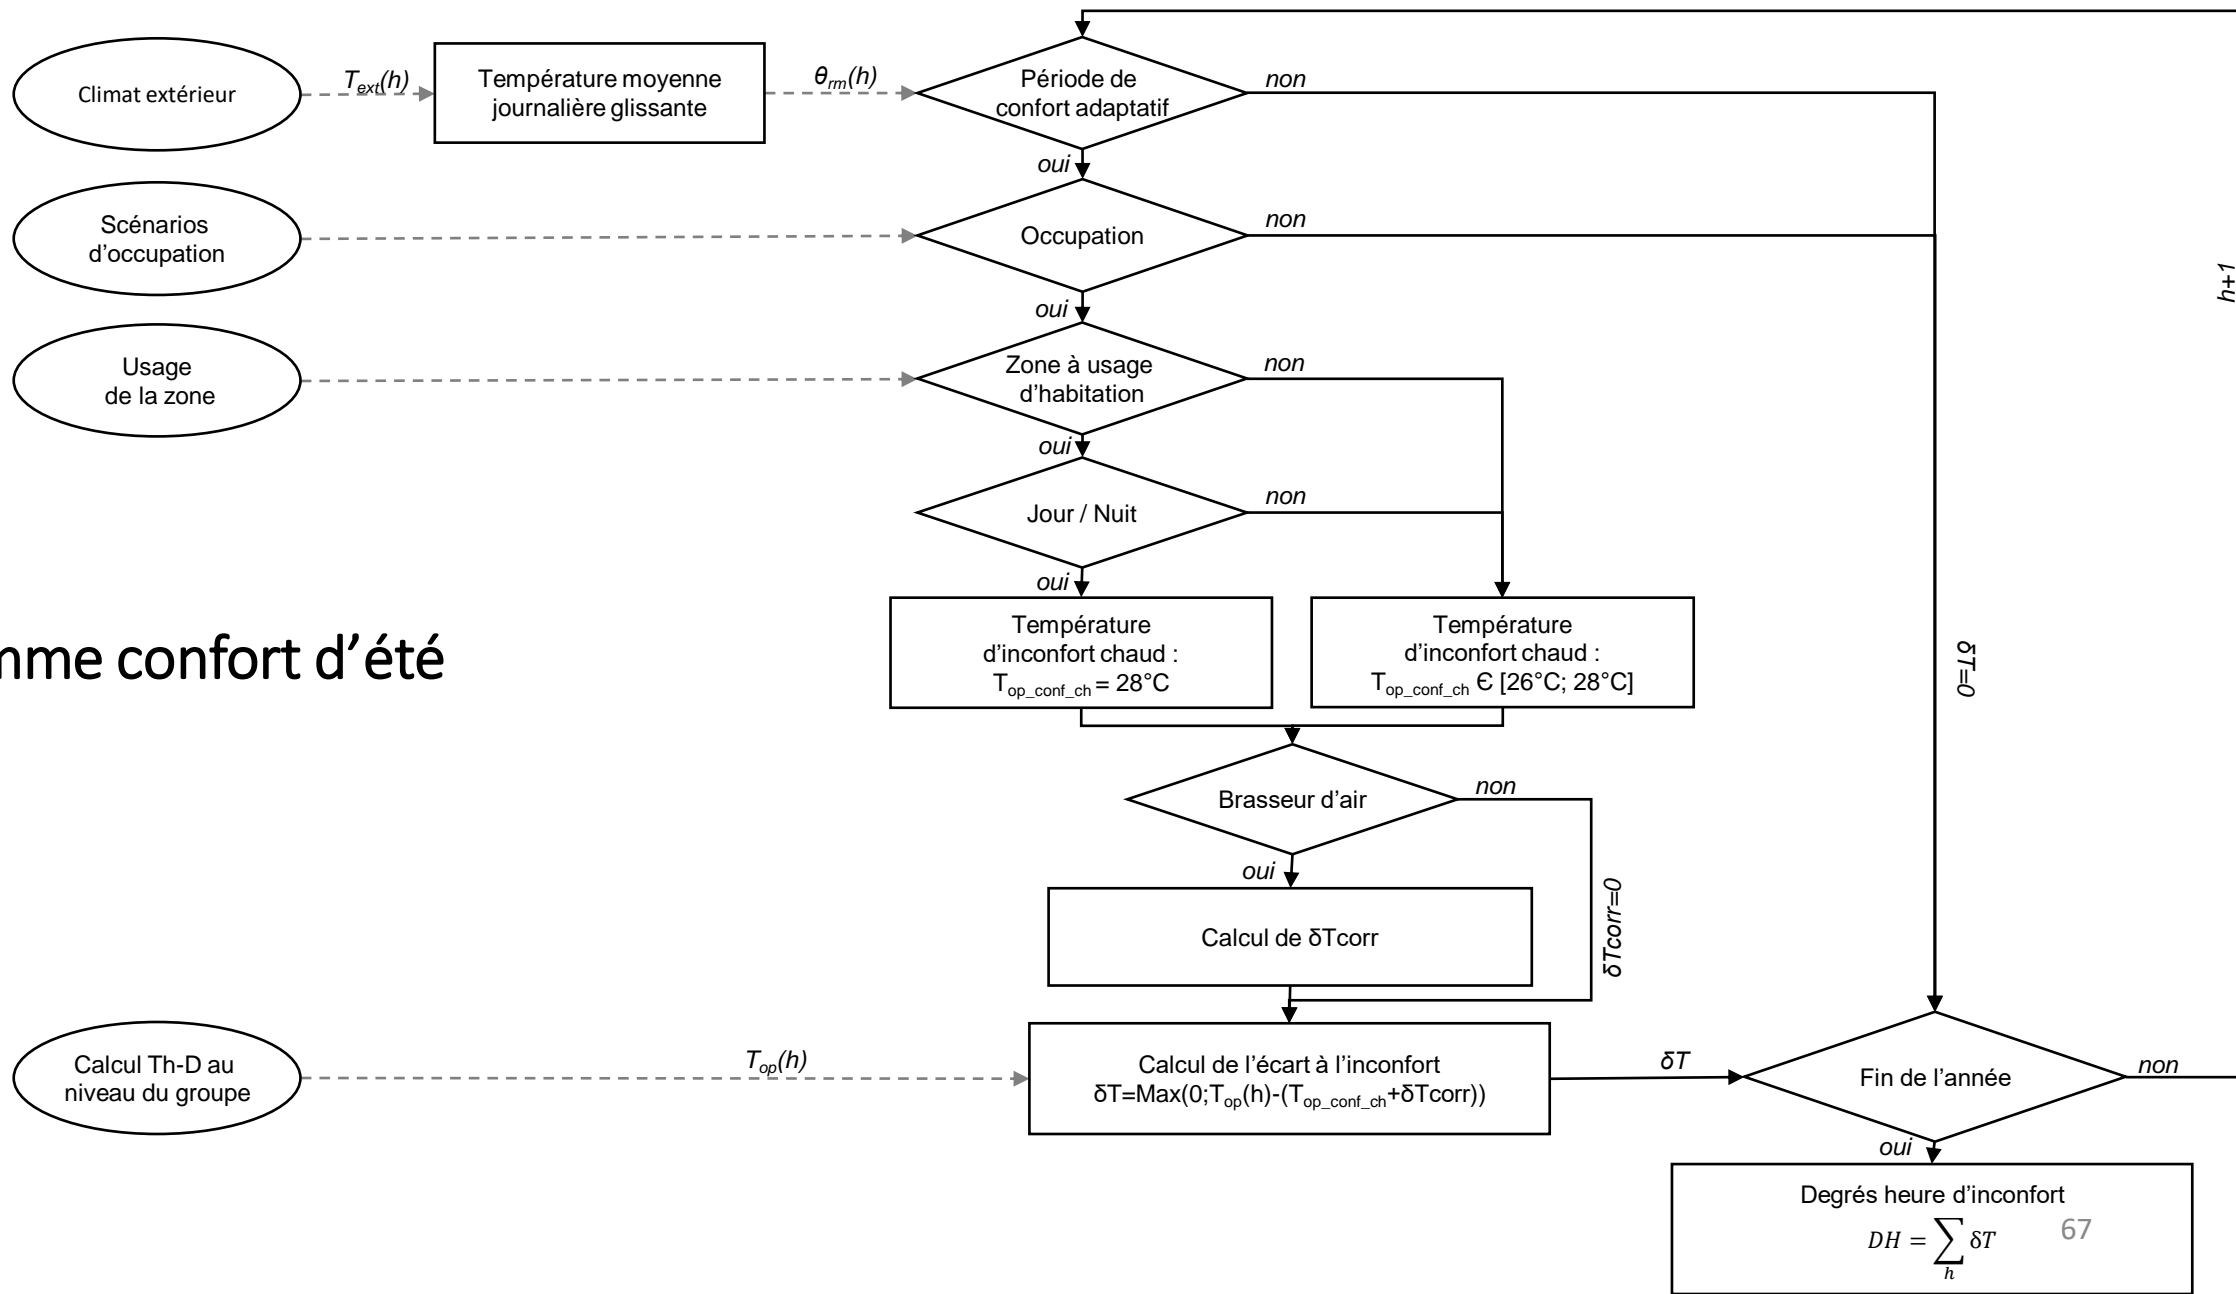 Climat extérieur
T_ext(h)
Température moyenne
journalière glissante
θ_rm(h)
Période de
confort adaptatif
non
oui
Scénarios
d'occupation
Occupation
non
oui
h+1
Usage
de la zone
Zone à usage
d'habitation
non
oui
Jour / Nuit
non
oui
mme confort d'été
Température
d'inconfort chaud :
T_op_conf_ch = 28°C
Température
d'inconfort chaud :
T_op_conf_ch Є [26°C; 28°C]
δT=0
Brasseur d'air
non
oui
δTcorr=0
Calcul de δTcorr
Calcul Th-D au
niveau du groupe
T_op(h)
Calcul de l'écart à l'inconfort
δT=Max(0;T_op(h)-(T_op_conf_ch+δTcorr))
δT
Fin de l'année
non
oui
Degrés heure d'inconfort
DH = ∑_h δT
67